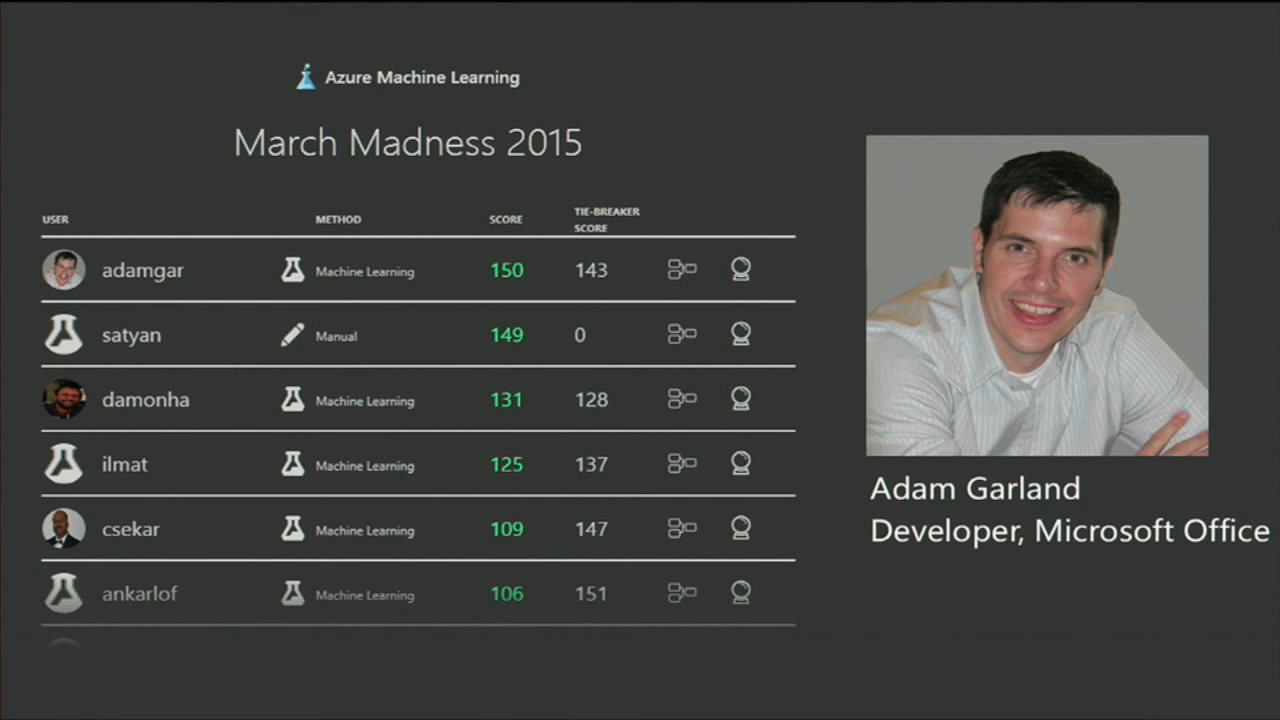 Azure Machine Learning
March Madness 2015
USER METHOD SCORE TIE-BREAKER SCORE
adamgar Machine Learning 150 143
satyan Manual 149 0
damonha Machine Learning 131 128
ilmat Machine Learning 125 137
csekar Machine Learning 109 147
ankarlof Machine Learning 106 151
Adam Garland
Developer, Microsoft Office